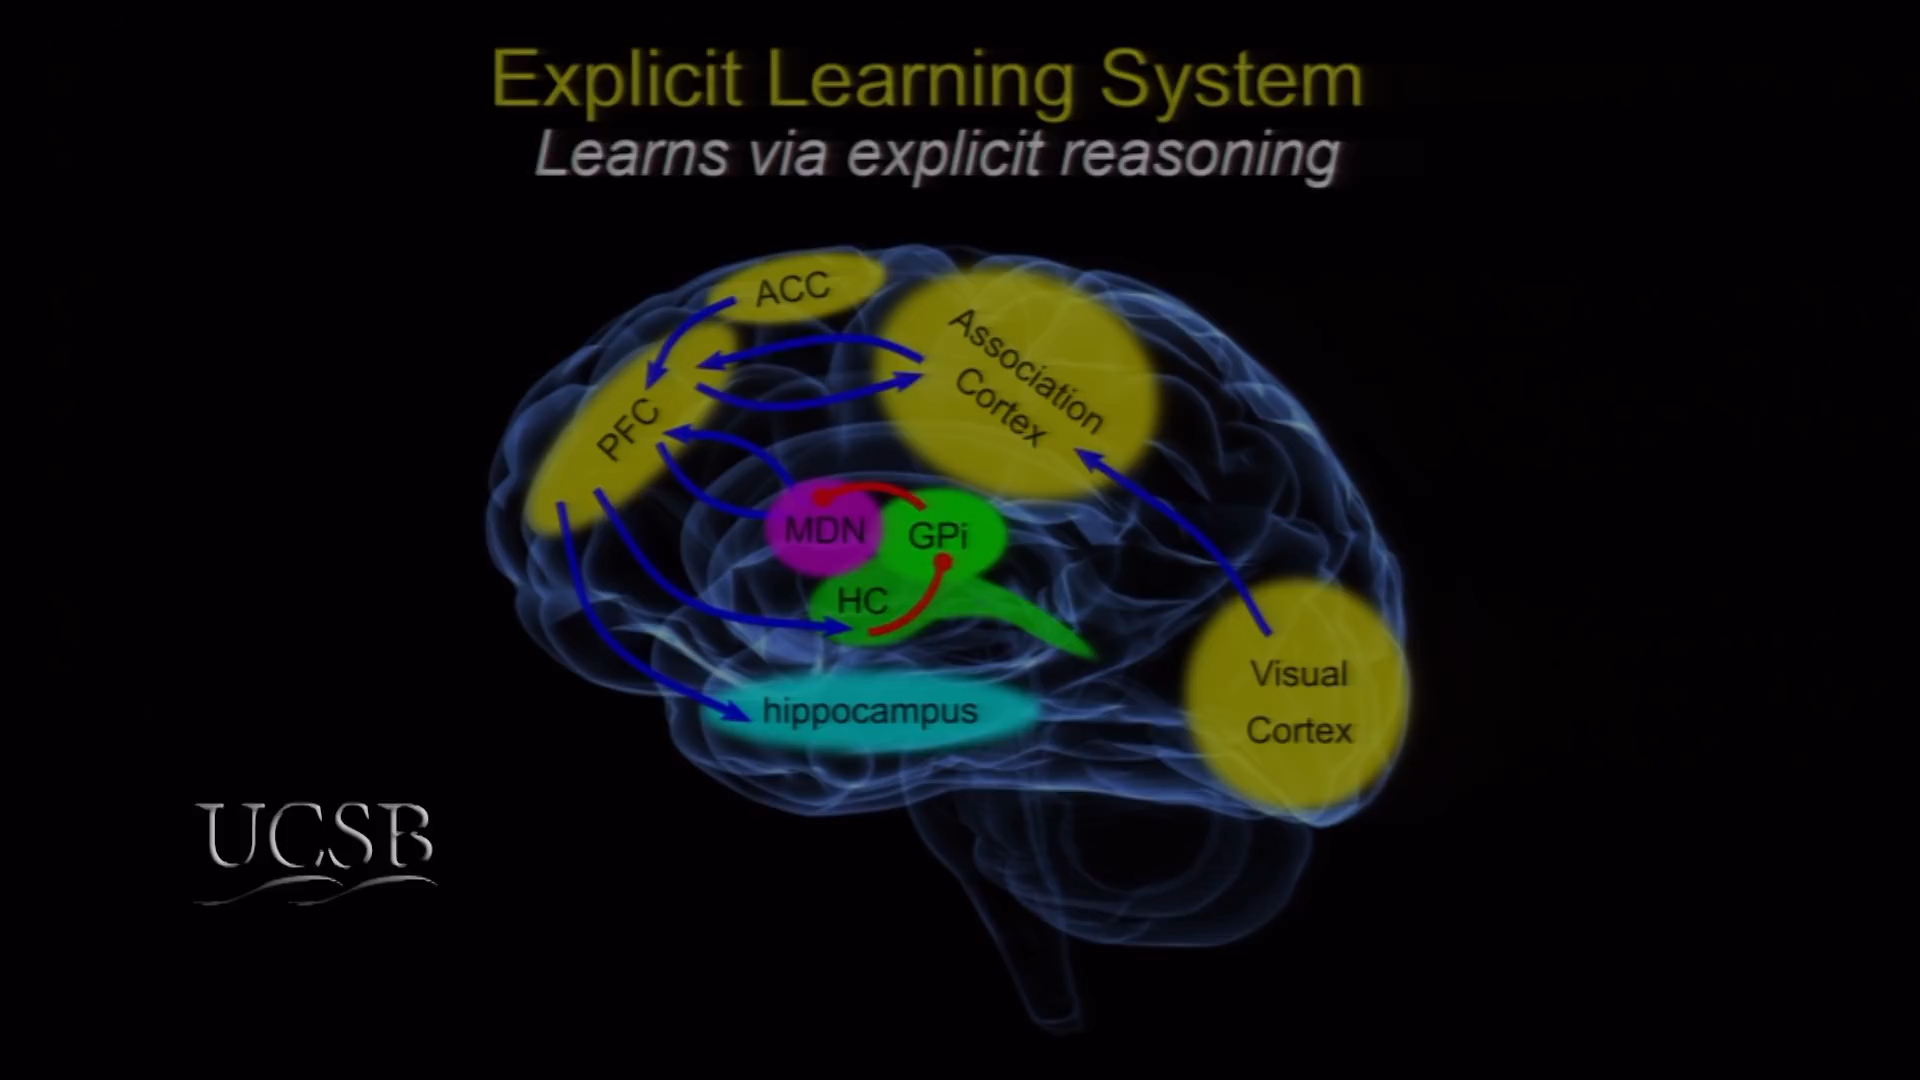 Explicit Learning System
Learns via explicit reasoning
ACC
Association
Cortex
PFC
MDN
GPi
HC
hippocampus
Visual
Cortex
UCSB